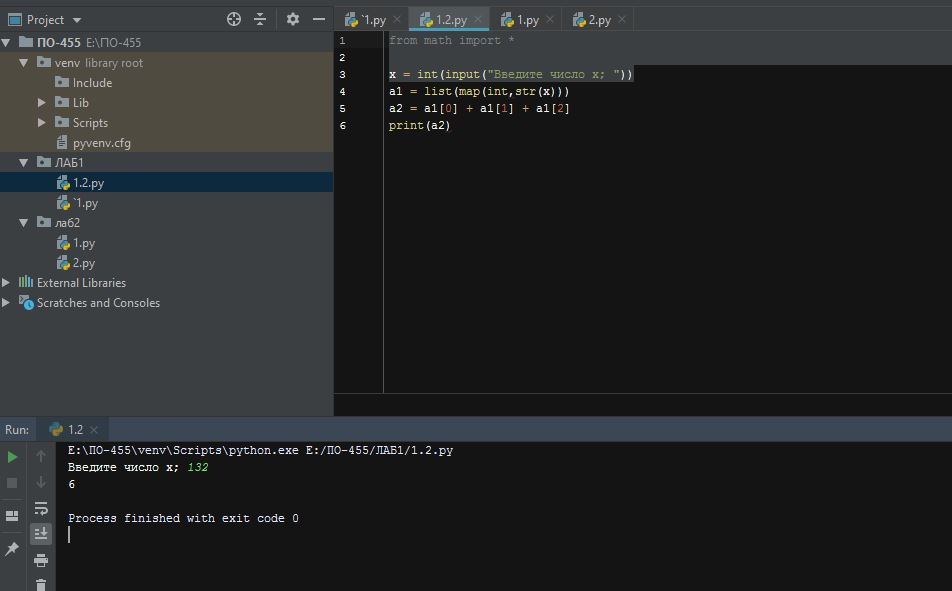 Project
`1.py
1.2.py
1.py
2.py
ПО-455 E:\ПО-455
venv library root
Include
Lib
Scripts
pyvenv.cfg
ЛАБ1
1.2.py
`1.py
лаб2
1.py
2.py
External Libraries
Scratches and Consoles
1 from math import *
2
3 x = int(input("Введите число x; "))
4 a1 = list(map(int,str(x)))
5 a2 = a1[0] + a1[1] + a1[2]
6 print(a2)
Run: 1.2
E:\ПО-455\venv\Scripts\python.exe E:/ПО-455/ЛАБ1/1.2.py
Введите число x; 132
6
Process finished with exit code 0